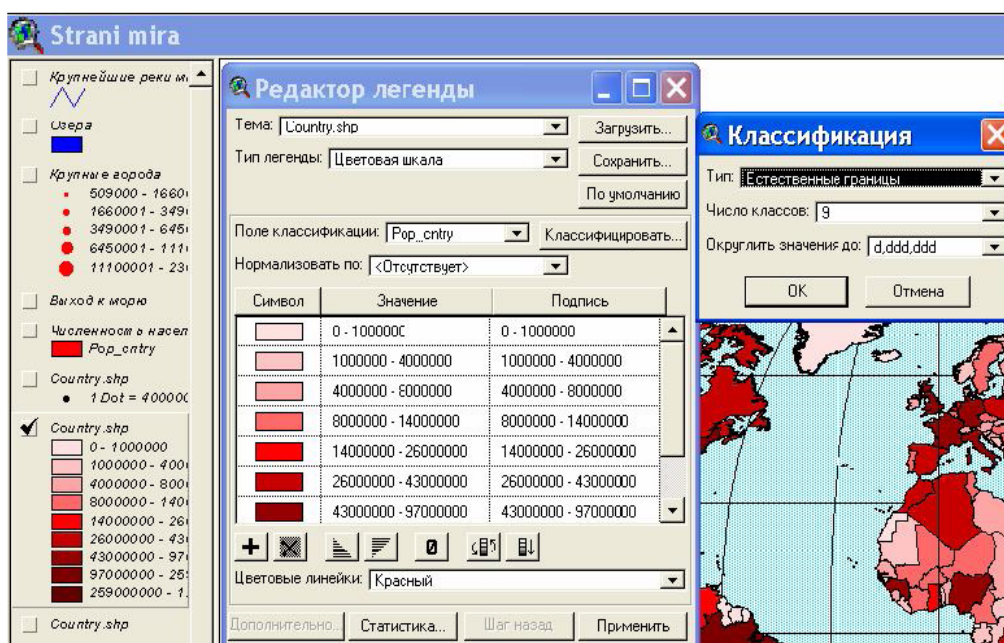 Strani mira
Крупнейшие реки м
Озера
Крупные города
509000 - 1660
1660001 - 349
3490001 - 645
6450001 - 111
11100001 - 23
Выход к морю
Численность насел
Pop_cntry
Country.shp
1 Dot = 400000
Country.shp
0 - 1000000
1000000 - 400
4000000 - 800
8000000 - 140
14000000 - 26
26000000 - 43
43000000 - 97
97000000 - 25
259000000 - 1.
Country.shp
Редактор легенды
Тема: Country.shp
Загрузить...
Тип легенды: Цветовая шкала
Сохранить...
По умолчанию
Поле классификации: Pop_cntry
Классифицировать...
Нормализовать по: <Отсутствует>
Символ Значение Подпись
0 - 1000000 0 - 1000000
1000000 - 4000000 1000000 - 4000000
4000000 - 8000000 4000000 - 8000000
8000000 - 14000000 8000000 - 14000000
14000000 - 26000000 14000000 - 26000000
26000000 - 43000000 26000000 - 43000000
43000000 - 97000000 43000000 - 97000000
0
Цветовые линейки: Красный
Дополнительно... Статистика... Шаг назад Применить
Классификация
Тип: Естественные границы
Число классов: 9
Округлить значения до: d,ddd,ddd
OK Отмена